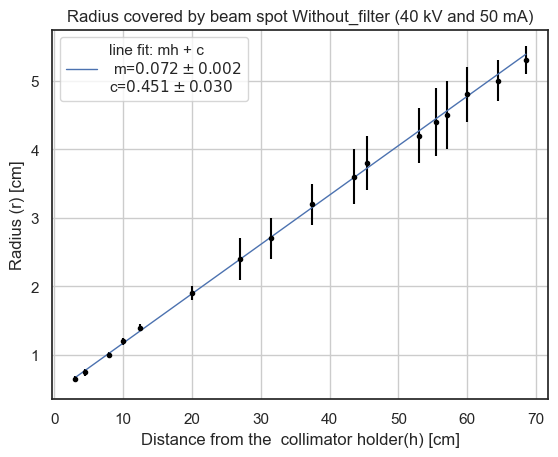 Radius covered by beam spot Without_filter (40 kV and 50 mA)
line fit: mh + c
m=0.072 ± 0.002
c=0.451 ± 0.030
Radius (r) [cm]
5
4
3
2
1
0 10 20 30 40 50 60 70
Distance from the  collimator holder(h) [cm]